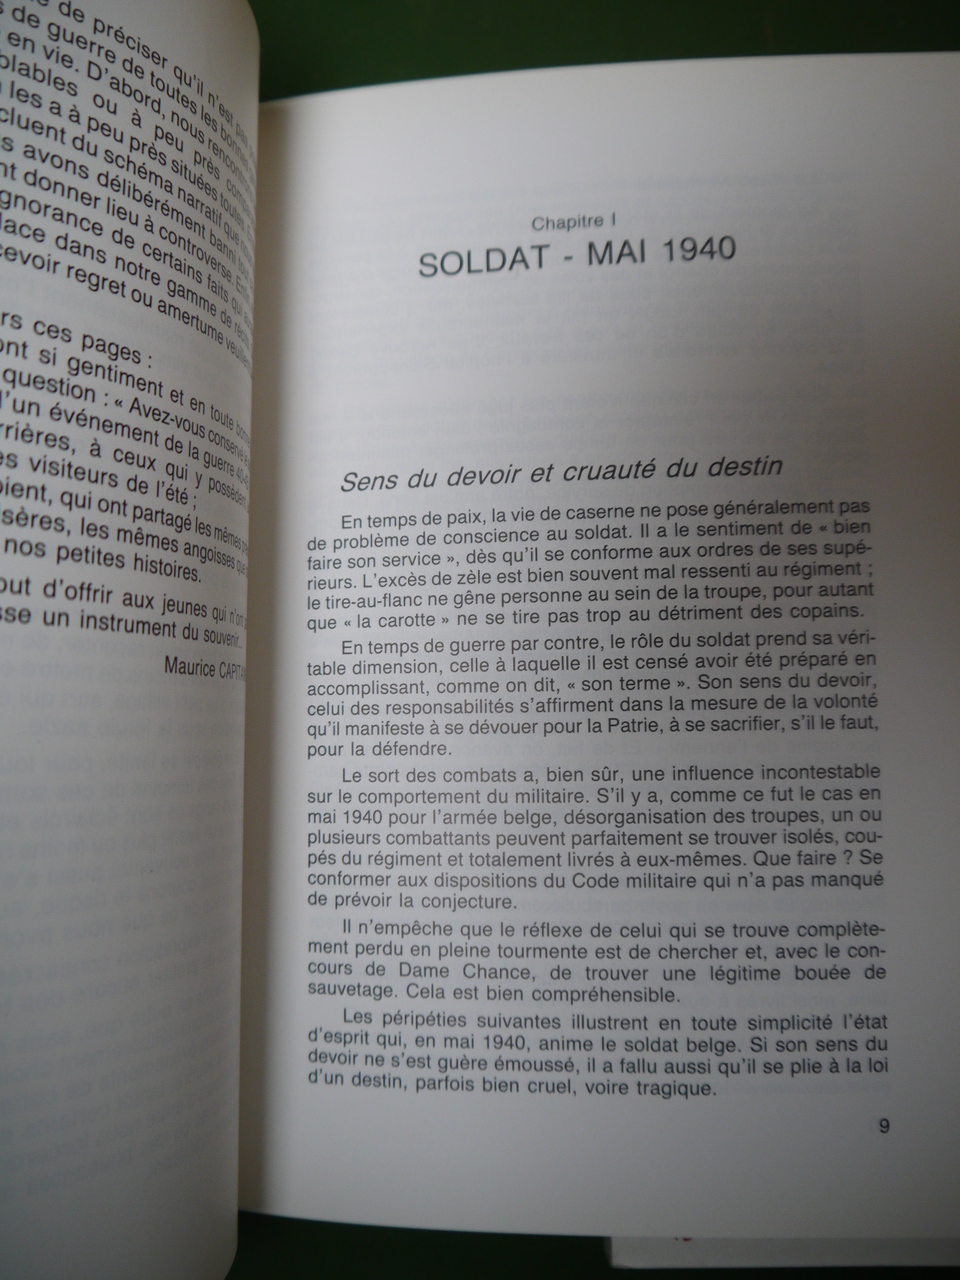 de préciser qu'il n'est pas
de guerre de toutes les bonnes
en vie. D'abord, nous rencontrons
blables ou à peu près
les a à peu près situées toutes.
cluent du schéma narratif que nous
avons délibérément banni tout
nt donner lieu à controverse. Enfin,
gnorance de certains faits qui
lace dans notre gamme de récits.
cevoir regret ou amertume veuillent
rs ces pages :
ont si gentiment et en toute
question : « Avez-vous conservé
d'un événement de la guerre 40-45
rrières, à ceux qui y possèdent
es visiteurs de l'été ;
oient, qui ont partagé les mêmes
sères, les mêmes angoisses que
nos petites histoires.
out d'offrir aux jeunes qui n'ont
sse un instrument du souvenir...
Maurice CAPITA
Chapitre I
SOLDAT - MAI 1940
Sens du devoir et cruauté du destin
En temps de paix, la vie de caserne ne pose généralement pas
de problème de conscience au soldat. Il a le sentiment de « bien
faire son service », dès qu'il se conforme aux ordres de ses supé-
rieurs. L'excès de zèle est bien souvent mal ressenti au régiment ;
le tire-au-flanc ne gêne personne au sein de la troupe, pour autant
que « la carotte » ne se tire pas trop au détriment des copains.
En temps de guerre par contre, le rôle du soldat prend sa véri-
table dimension, celle à laquelle il est censé avoir été préparé en
accomplissant, comme on dit, « son terme ». Son sens du devoir,
celui des responsabilités s'affirment dans la mesure de la volonté
qu'il manifeste à se dévouer pour la Patrie, à se sacrifier, s'il le faut,
pour la défendre.
Le sort des combats a, bien sûr, une influence incontestable
sur le comportement du militaire. S'il y a, comme ce fut le cas en
mai 1940 pour l'armée belge, désorganisation des troupes, un ou
plusieurs combattants peuvent parfaitement se trouver isolés, cou-
pés du régiment et totalement livrés à eux-mêmes. Que faire ? Se
conformer aux dispositions du Code militaire qui n'a pas manqué
de prévoir la conjecture.
Il n'empêche que le réflexe de celui qui se trouve complète-
ment perdu en pleine tourmente est de chercher et, avec le con-
cours de Dame Chance, de trouver une légitime bouée de
sauvetage. Cela est bien compréhensible.
Les péripéties suivantes illustrent en toute simplicité l'état
d'esprit qui, en mai 1940, anime le soldat belge. Si son sens du
devoir ne s'est guère émoussé, il a fallu aussi qu'il se plie à la loi
d'un destin, parfois bien cruel, voire tragique.
9